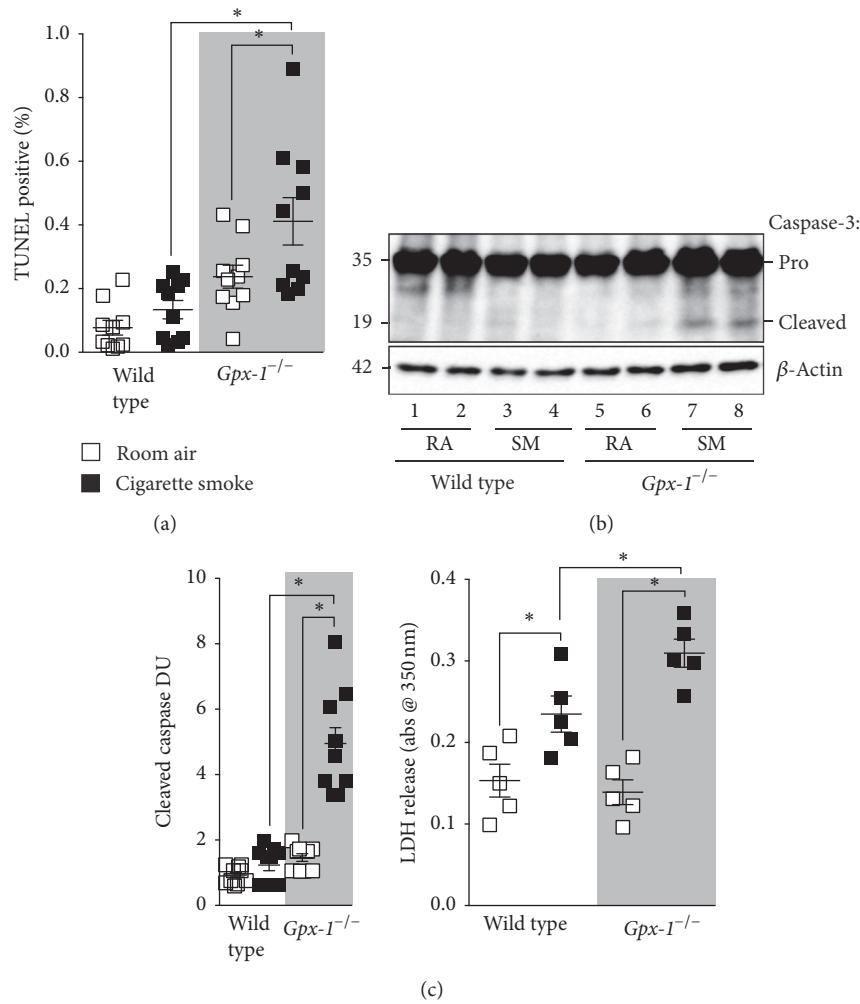 TUNEL positive (%)
1.0
0.8
0.6
0.4
0.2
0.0
*
*
Wild
type
Gpx-1−/−
Room air
Cigarette smoke
(a)
Caspase-3:
35
Pro
19
Cleaved
42
β-Actin
1 2 3 4 5 6 7 8
RA SM RA SM
Wild type Gpx-1−/−
(b)
Cleaved caspase DU
10
8
6
4
2
0
*
*
Wild
type
Gpx-1−/−
LDH release (abs @ 350 nm)
0.4
0.3
0.2
0.1
0.0
*
*
*
Wild type
Gpx-1−/−
(c)